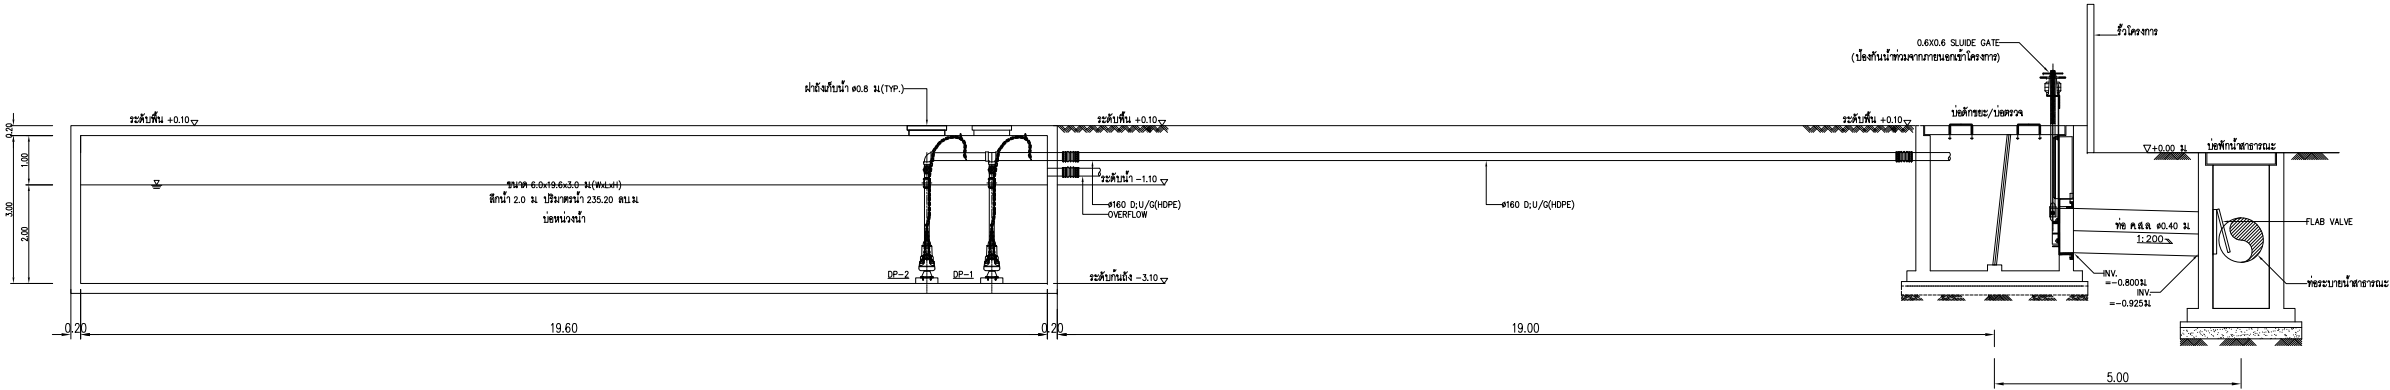 รั้วโครงการ
0.6X0.6 SLUIDE GATE
(ป้องกันน้ำท่วมจากภายนอกเข้าโครงการ)
ฝาถังเก็บน้ำ ø0.8 ม.(TYP.)
ระดับพื้น +0.10
ระดับพื้น +0.10
ระดับพื้น +0.10
บ่อดักขยะ/บ่อตรวจ
+0.00 ม.
บ่อพักน้ำสาธารณะ
0.20
1.00
3.00
2.00
ขนาด 6.0x19.6x3.0 ม.(WxLxH)
ลึกน้ำ 2.0 ม. ปริมาตรน้ำ 235.20 ลบ.ม.
บ่อหน่วงน้ำ
ระดับน้ำ -1.10
ø160 D;U/G(HDPE)
OVERFLOW
ø160 D;U/G(HDPE)
ท่อ ค.ส.ล. ø0.40 ม.
1:200
FLAB VALVE
DP-2
DP-1
ระดับก้นถัง -3.10
INV.
=-0.800ม.
INV.
=-0.925ม.
ท่อระบายน้ำสาธารณะ
0.20
19.60
0.20
19.00
5.00